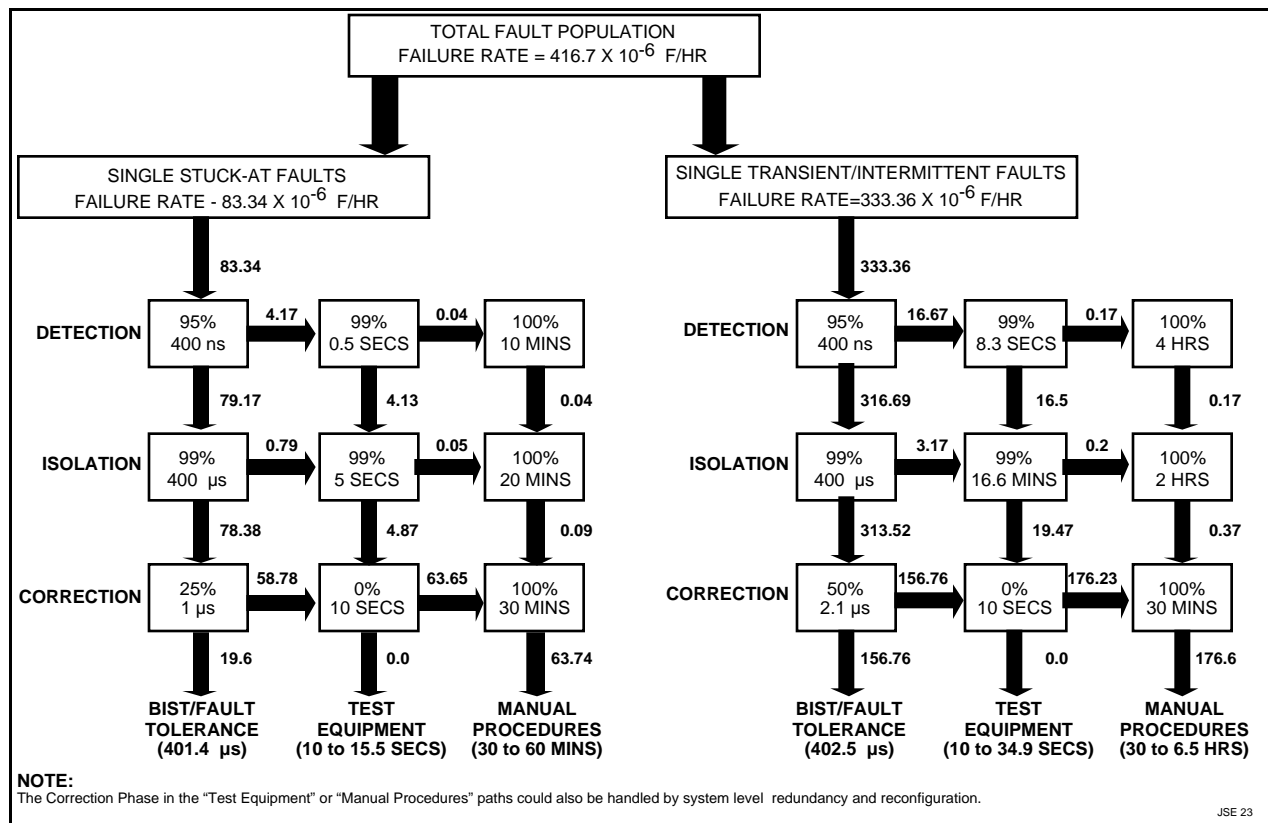 TOTAL FAULT POPULATION
FAILURE RATE = 416.7 X 10-6 F/HR
SINGLE STUCK-AT FAULTS
FAILURE RATE - 83.34 X 10-6 F/HR
SINGLE TRANSIENT/INTERMITTENT FAULTS
FAILURE RATE=333.36 X 10-6 F/HR
83.34
DETECTION
95%
400 ns
4.17
99%
0.5 SECS
0.04
100%
10 MINS
79.17
4.13
0.04
ISOLATION
99%
400 µs
0.79
99%
5 SECS
0.05
100%
20 MINS
78.38
4.87
0.09
CORRECTION
25%
1 µs
58.78
0%
10 SECS
63.65
100%
30 MINS
19.6
0.0
63.74
BIST/FAULT
TOLERANCE
(401.4 µs)
TEST
EQUIPMENT
(10 to 15.5 SECS)
MANUAL
PROCEDURES
(30 to 60 MINS)
333.36
DETECTION
95%
400 ns
16.67
99%
8.3 SECS
0.17
100%
4 HRS
316.69
16.5
0.17
ISOLATION
99%
400 µs
3.17
99%
16.6 MINS
0.2
100%
2 HRS
313.52
19.47
0.37
CORRECTION
50%
2.1 µs
156.76
0%
10 SECS
176.23
100%
30 MINS
156.76
0.0
176.6
BIST/FAULT
TOLERANCE
(402.5 µs)
TEST
EQUIPMENT
(10 to 34.9 SECS)
MANUAL
PROCEDURES
(30 to 6.5 HRS)
NOTE:
The Correction Phase in the “Test Equipment” or “Manual Procedures” paths could also be handled by system level redundancy and reconfiguration.
JSE 23